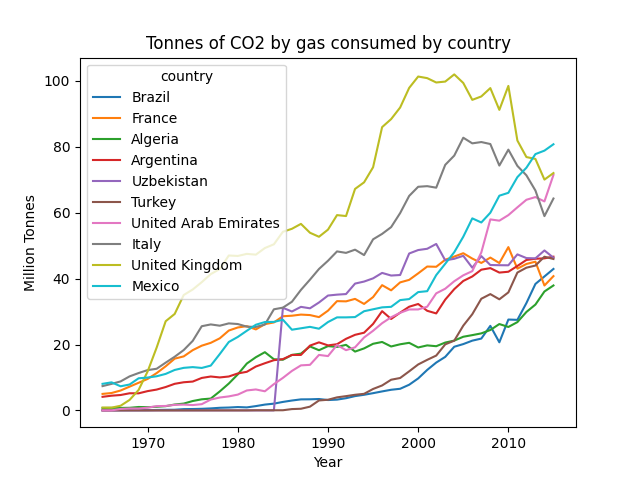 Tonnes of CO2 by gas consumed by country
Million Tonnes
100
80
60
40
20
0
country
Brazil
France
Algeria
Argentina
Uzbekistan
Turkey
United Arab Emirates
Italy
United Kingdom
Mexico
1970 1980 1990 2000 2010
Year